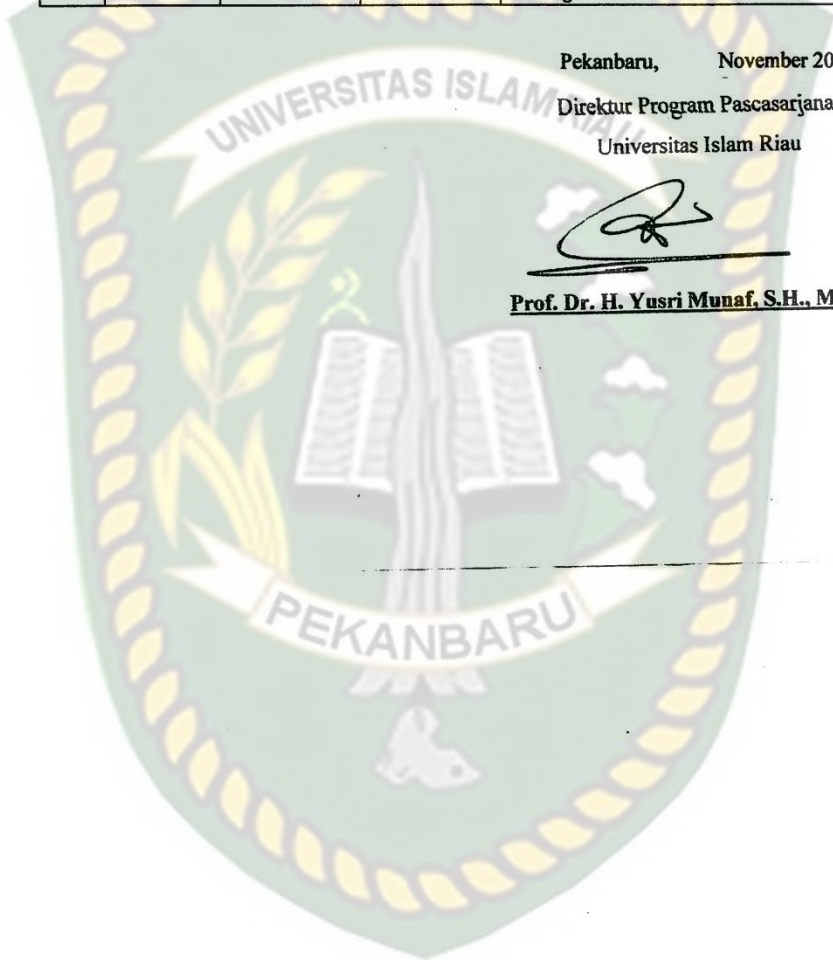 Pekanbaru, November 20
Direktur Program Pascasarjana
Universitas Islam Riau
Prof. Dr. H. Yusri Munaf, S.H., M
UNIVERSITAS ISLAM RIAU
PEKANBARU